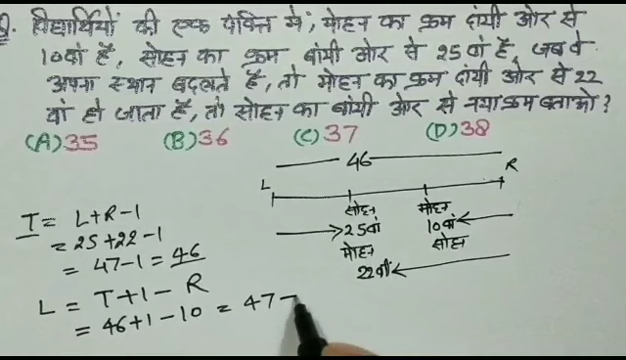 Q. विद्यार्थियों की एक पंक्ति में, मोहन का क्रम दांयी ओर से
10वां है, सोहन का क्रम बांयी ओर से 25 वां है, जब वे
अपना स्थान बदलते है, तो मोहन का क्रम दांयी ओर से 22
वां हो जाता है, तो सोहन का बांयी ओर से नया क्रम बताओ?
(A) 35 (B) 36 (C) 37 (D) 38
46
L R
सोहन मोहन
25वां 10वां
मोहन सोहन
22वीं
T = L+R-1
= 25+22-1
= 47-1 = 46
L = T+1-R
= 46+1-10 = 47-